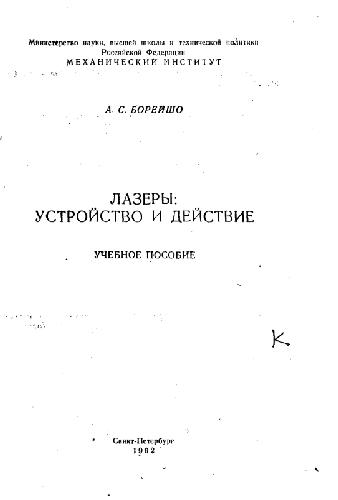 Министерство науки, высшей школы и технической политики
Российской Федерации
МЕХАНИЧЕСКИЙ ИНСТИТУТ
А. С. БОРЕЙШО
ЛАЗЕРЫ:
УСТРОЙСТВО И ДЕЙСТВИЕ
УЧЕБНОЕ ПОСОБИЕ
К.
Санкт-Петербург
1992